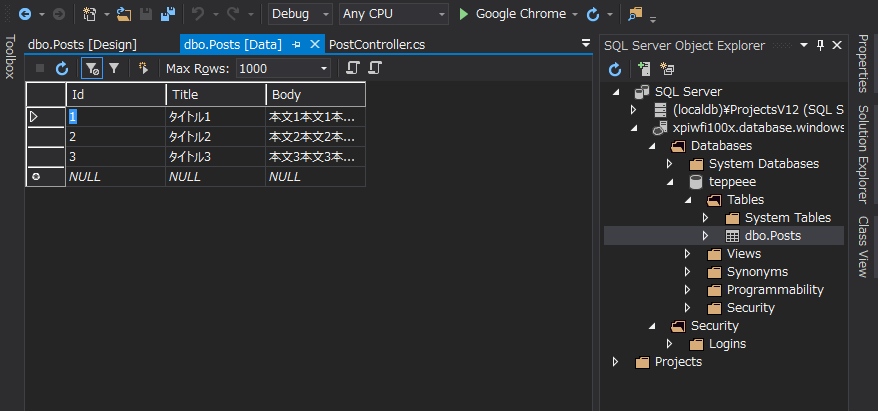 Debug Any CPU Google Chrome
Toolbox
dbo.Posts [Design] dbo.Posts [Data] PostController.cs
Max Rows: 1000
Id Title Body
1 タイトル1 本文1本文1本...
2 タイトル2 本文2本文2本...
3 タイトル3 本文3本文3本...
NULL NULL NULL
SQL Server Object Explorer
SQL Server
(localdb)¥ProjectsV12 (SQL S
xpiwfi100x.database.windows
Databases
System Databases
teppeee
Tables
System Tables
dbo.Posts
Views
Synonyms
Programmability
Security
Security
Logins
Projects
Properties
Solution Explorer
Class View